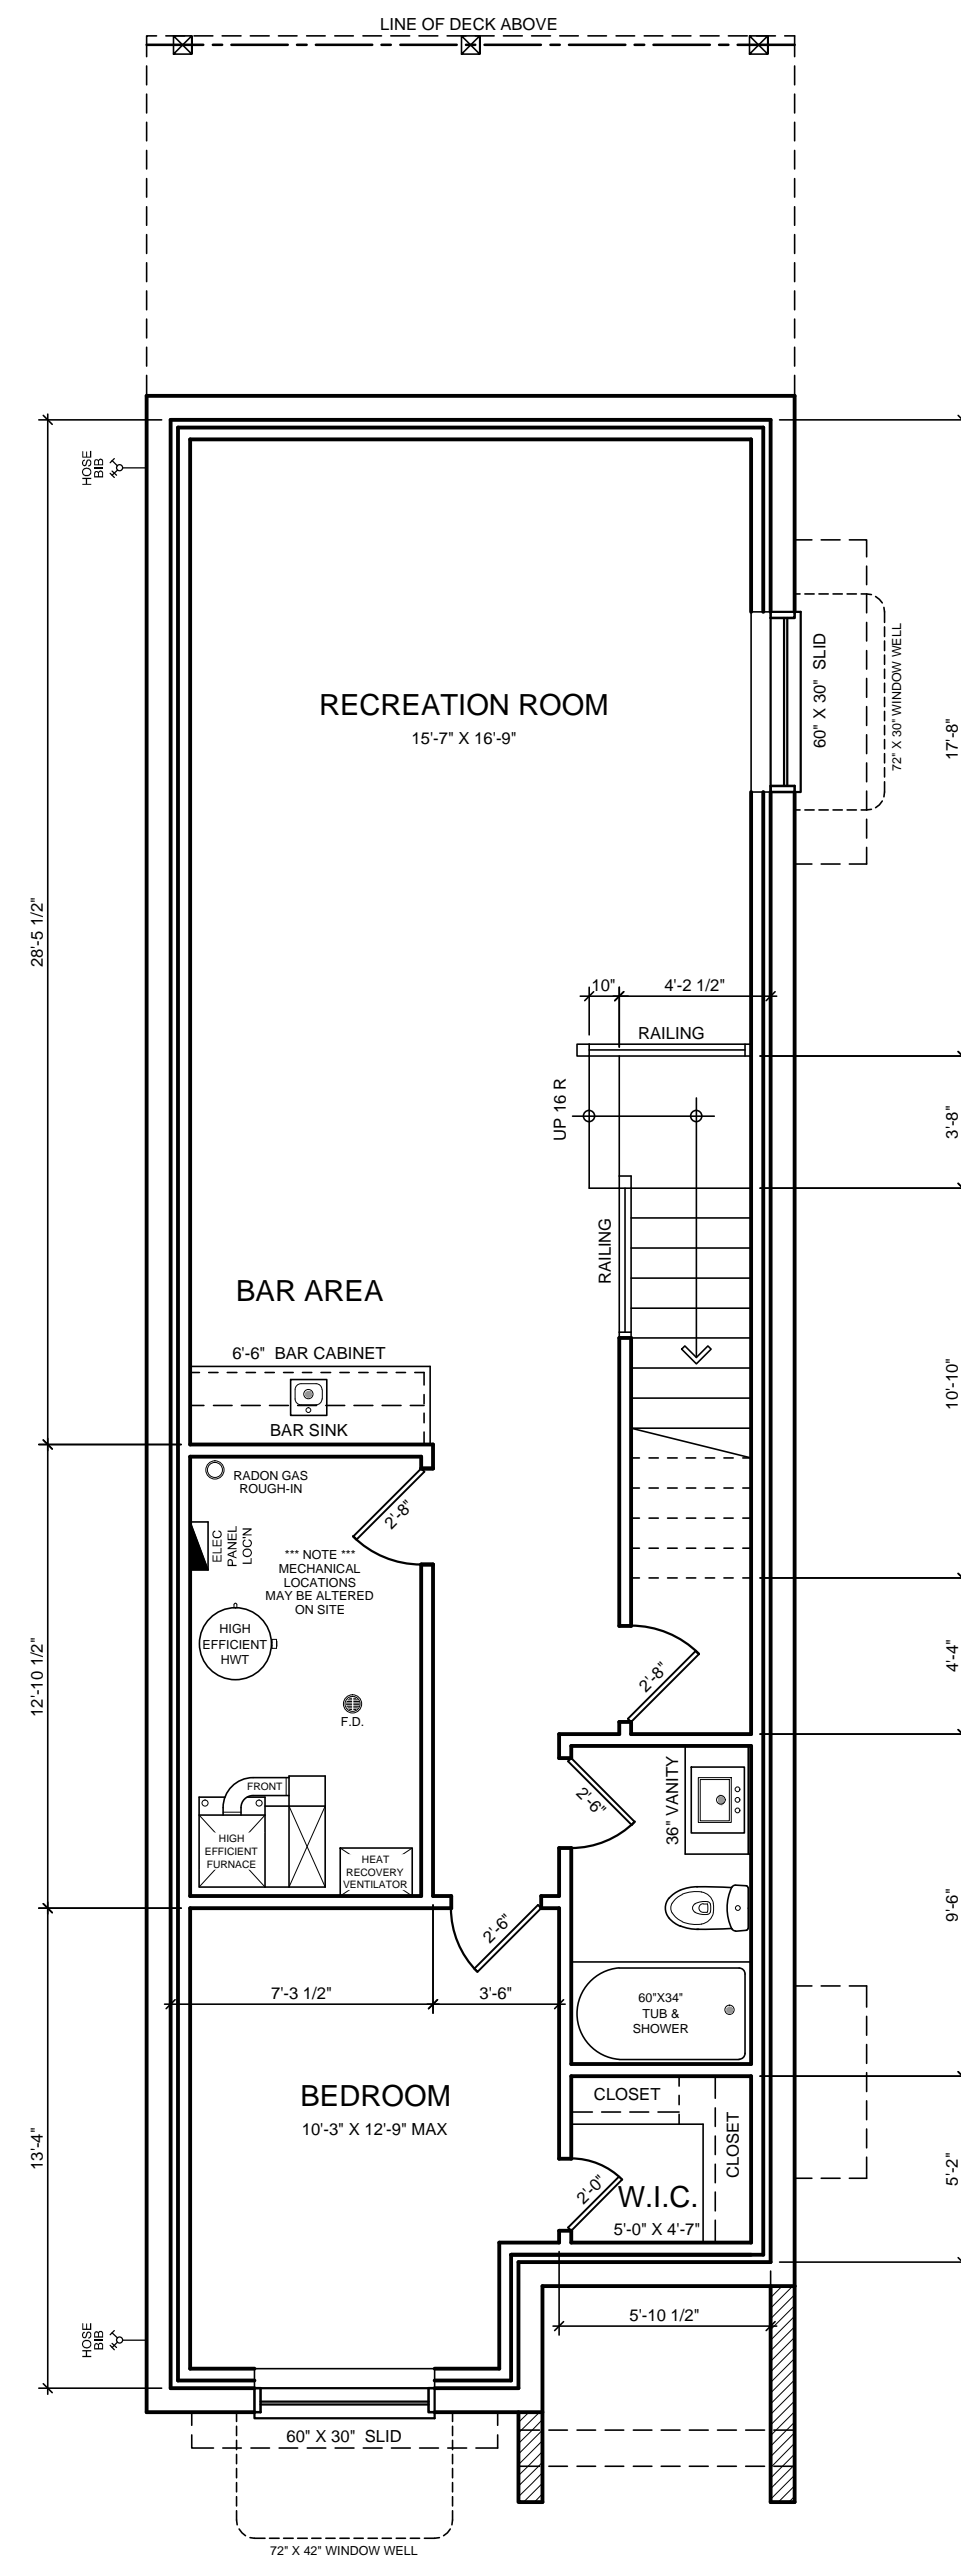 LINE OF DECK ABOVE
HOSE
BIB
RECREATION ROOM
15'-7" X 16'-9"
60" X 30" SLID
72" X 30" WINDOW WELL
17'-8"
28'-5 1/2"
10"
4'-2 1/2"
RAILING
UP 16 R
3'-8"
RAILING
BAR AREA
6'-6" BAR CABINET
BAR SINK
10'-10"
RADON GAS
ROUGH-IN
2'-8"
ELEC
PANEL
LOC'N
*** NOTE ***
MECHANICAL
LOCATIONS
MAY BE ALTERED
ON SITE
HIGH
EFFICIENT
HWT
12'-10 1/2"
F.D.
2'-8"
4'-4"
FRONT
HIGH
EFFICIENT
FURNACE
HEAT
RECOVERY
VENTILATOR
2'-6"
36" VANITY
9'-6"
2'-6"
7'-3 1/2"
3'-6"
60"X34"
TUB &
SHOWER
BEDROOM
10'-3" X 12'-9" MAX
CLOSET
CLOSET
13'-4"
2'-0"
W.I.C.
5'-0" X 4'-7"
5'-2"
HOSE
BIB
5'-10 1/2"
60" X 30" SLID
72" X 42" WINDOW WELL